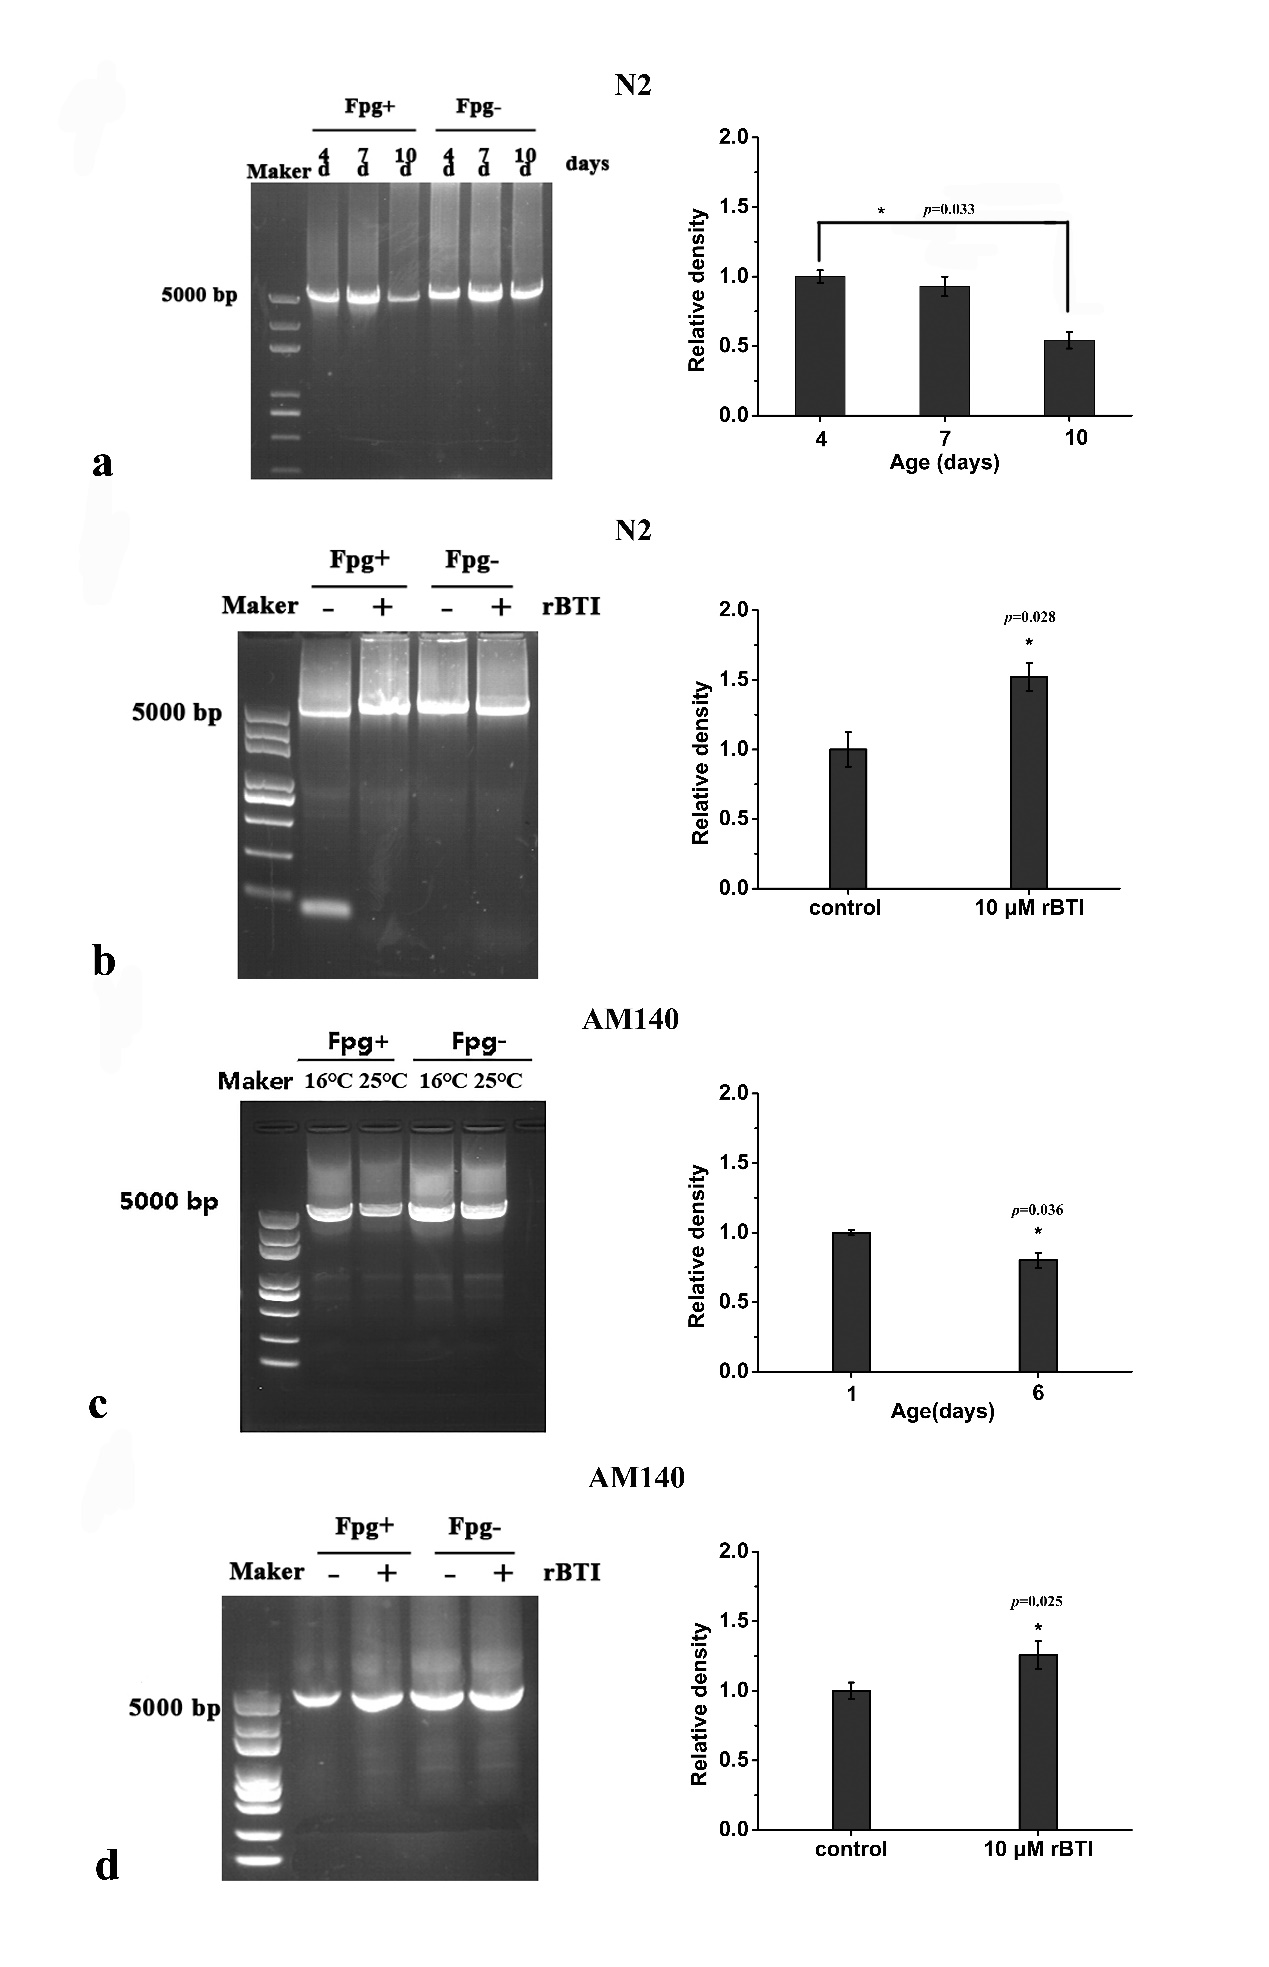 N2
Fpg+ Fpg-
4 7 10 4 7 10
d d d d d d days
Maker
5000 bp
a
2.0
1.5
1.0
0.5
0.0
Relative density
* p=0.033
4 7 10
Age (days)
N2
Fpg+ Fpg-
Maker - + - + rBTI
5000 bp
b
2.0
1.5
1.0
0.5
0.0
Relative density
p=0.028
*
control 10 µM rBTI
AM140
Fpg+ Fpg-
Maker 16°C 25°C 16°C 25°C
5000 bp
c
2.0
1.5
1.0
0.5
0.0
Relative density
p=0.036
*
1 6
Age(days)
AM140
Fpg+ Fpg-
Maker - + - + rBTI
5000 bp
d
2.0
1.5
1.0
0.5
0.0
Relative density
p=0.025
*
control 10 µM rBTI